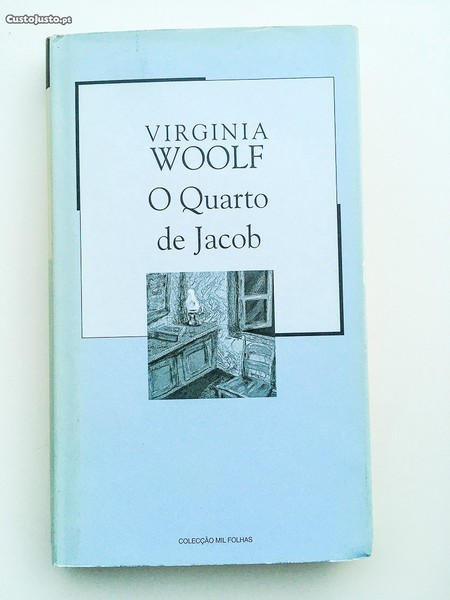 CustoJusto.pt
VIRGINIA
WOOLF
O Quarto
de Jacob
COLECÇÃO MIL FOLHAS